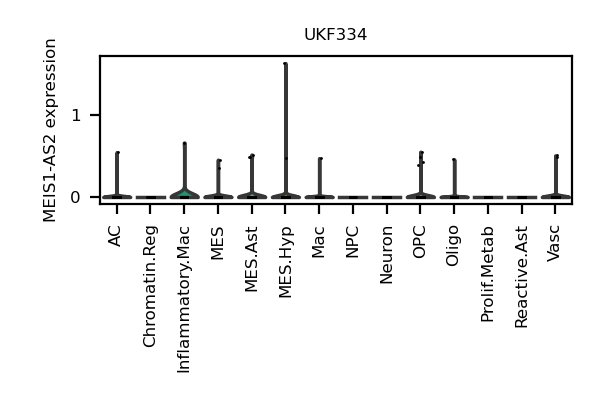 UKF334
MEIS1-AS2 expression
1
0
AC
Chromatin.Reg
Inflammatory.Mac
MES
MES.Ast
MES.Hyp
Mac
NPC
Neuron
OPC
Oligo
Prolif.Metab
Reactive.Ast
Vasc